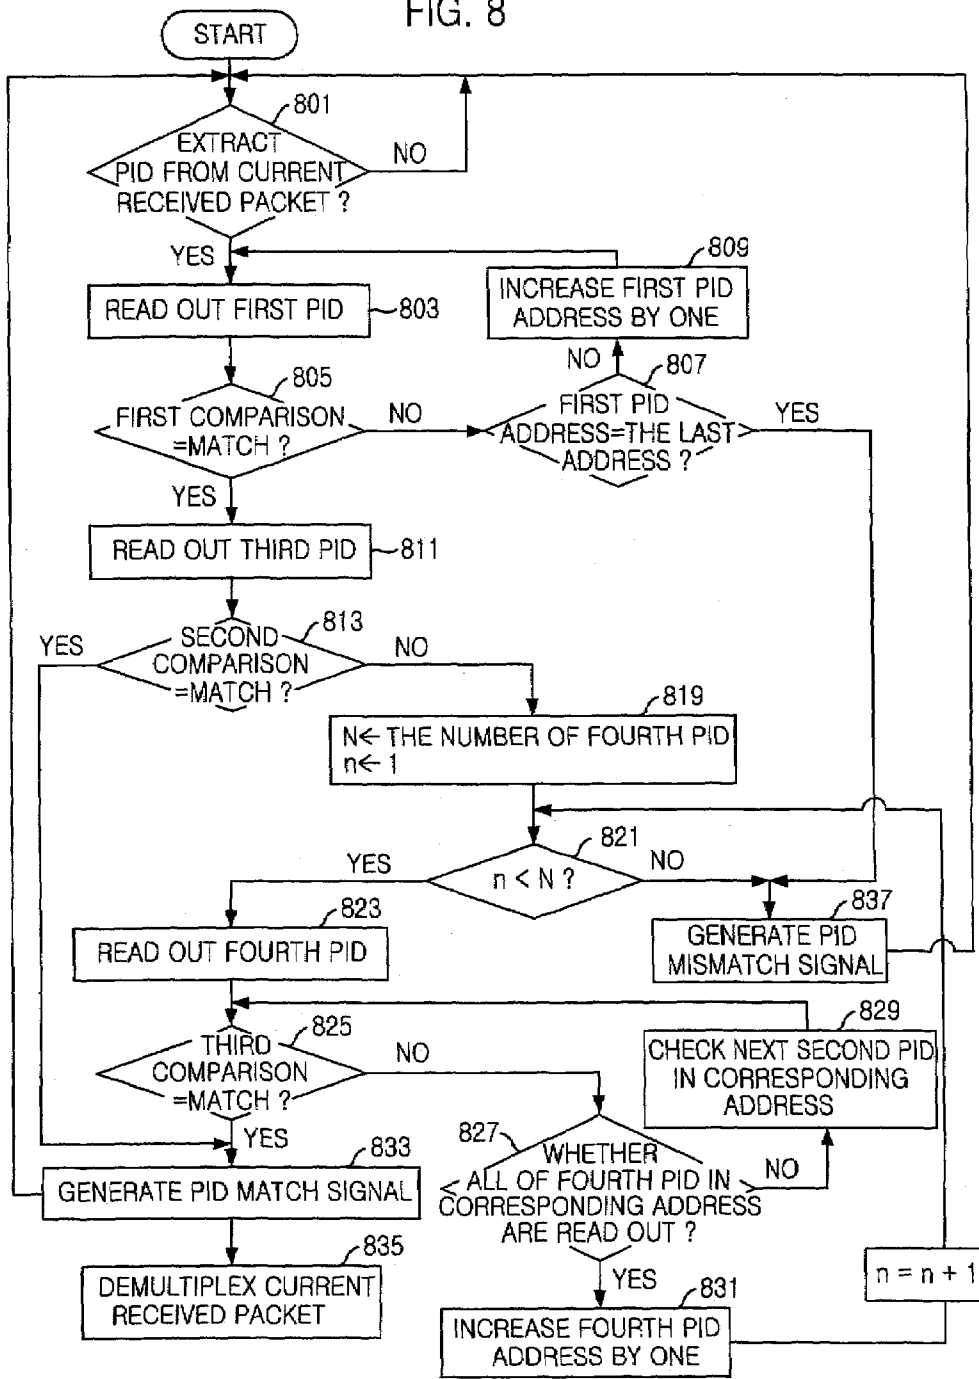 FIG. 8
START
801
EXTRACT
PID FROM CURRENT
RECEIVED PACKET ?
NO
YES
809
INCREASE FIRST PID
ADDRESS BY ONE
READ OUT FIRST PID
803
NO
807
805
FIRST COMPARISON
=MATCH ?
NO
FIRST PID
ADDRESS=THE LAST
ADDRESS ?
YES
YES
READ OUT THIRD PID
811
813
YES
SECOND
COMPARISON
=MATCH ?
NO
819
N← THE NUMBER OF FOURTH PID
n← 1
821
YES
n < N ?
NO
823
837
READ OUT FOURTH PID
GENERATE PID
MISMATCH SIGNAL
825
829
THIRD
COMPARISON
=MATCH ?
NO
CHECK NEXT SECOND PID
IN CORRESPONDING
ADDRESS
YES
827
WHETHER
ALL OF FOURTH PID IN
CORRESPONDING ADDRESS
ARE READ OUT ?
NO
833
GENERATE PID MATCH SIGNAL
835
DEMULTIPLEX CURRENT
RECEIVED PACKET
YES
831
INCREASE FOURTH PID
ADDRESS BY ONE
n = n + 1